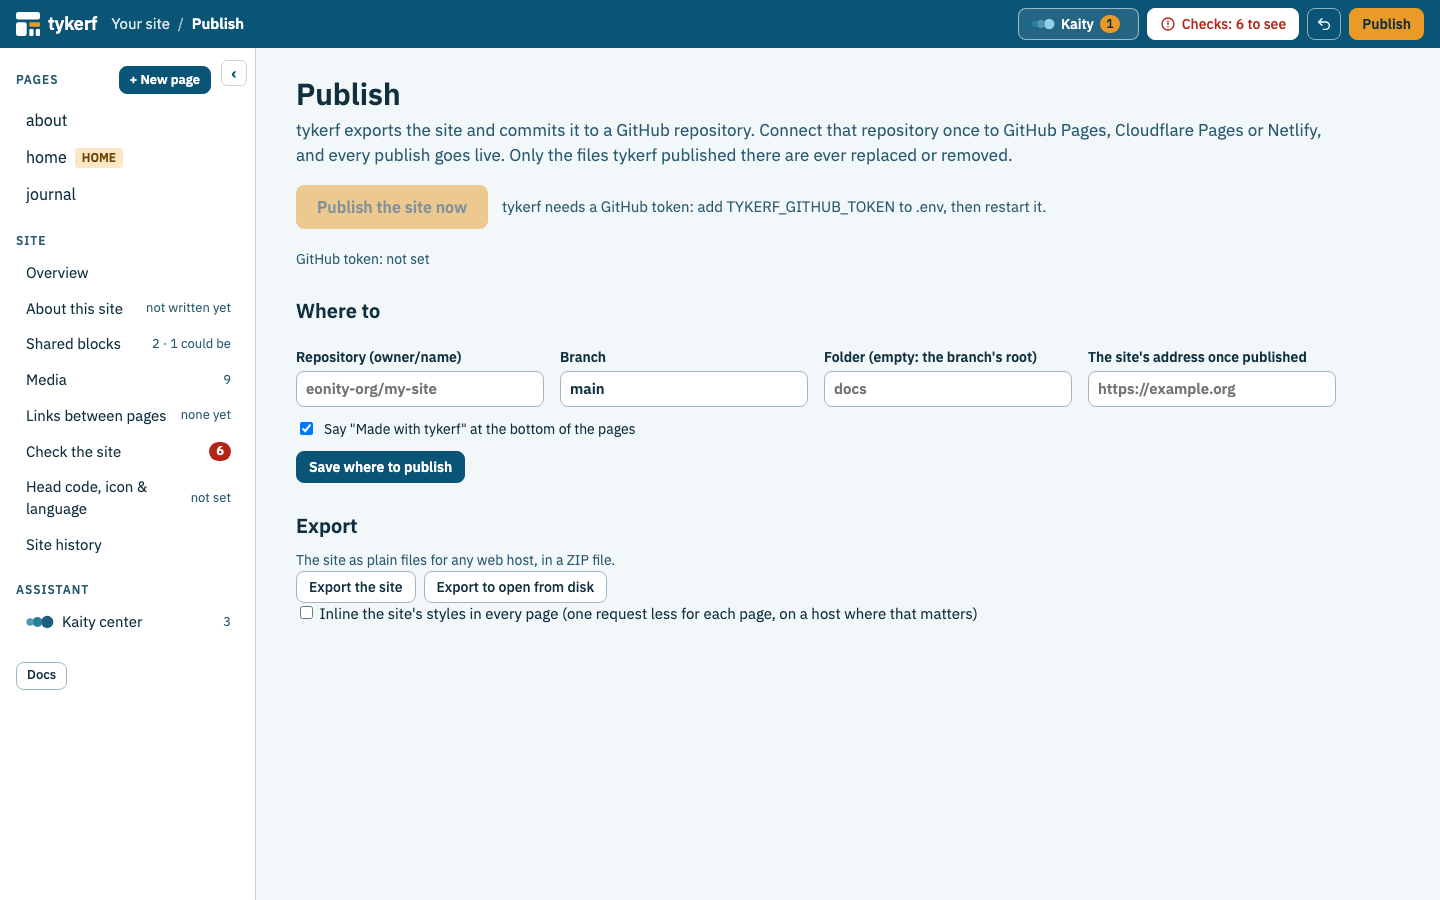 tykerf Your site / Publish
Kaity 1
Checks: 6 to see
Publish
PAGES
+ New page
about
home HOME
journal
SITE
Overview
About this site not written yet
Shared blocks 2 · 1 could be
Media 9
Links between pages none yet
Check the site 6
Head code, icon &
language not set
Site history
ASSISTANT
Kaity center 3
Docs
Publish
tykerf exports the site and commits it to a GitHub repository. Connect that repository once to GitHub Pages, Cloudflare Pages or Netlify,
and every publish goes live. Only the files tykerf published there are ever replaced or removed.
Publish the site now
tykerf needs a GitHub token: add TYKERF_GITHUB_TOKEN to .env, then restart it.
GitHub token: not set
Where to
Repository (owner/name) Branch Folder (empty: the branch's root) The site's address once published
eonity-org/my-site main docs https://example.org
Say "Made with tykerf" at the bottom of the pages
Save where to publish
Export
The site as plain files for any web host, in a ZIP file.
Export the site Export to open from disk
Inline the site's styles in every page (one request less for each page, on a host where that matters)